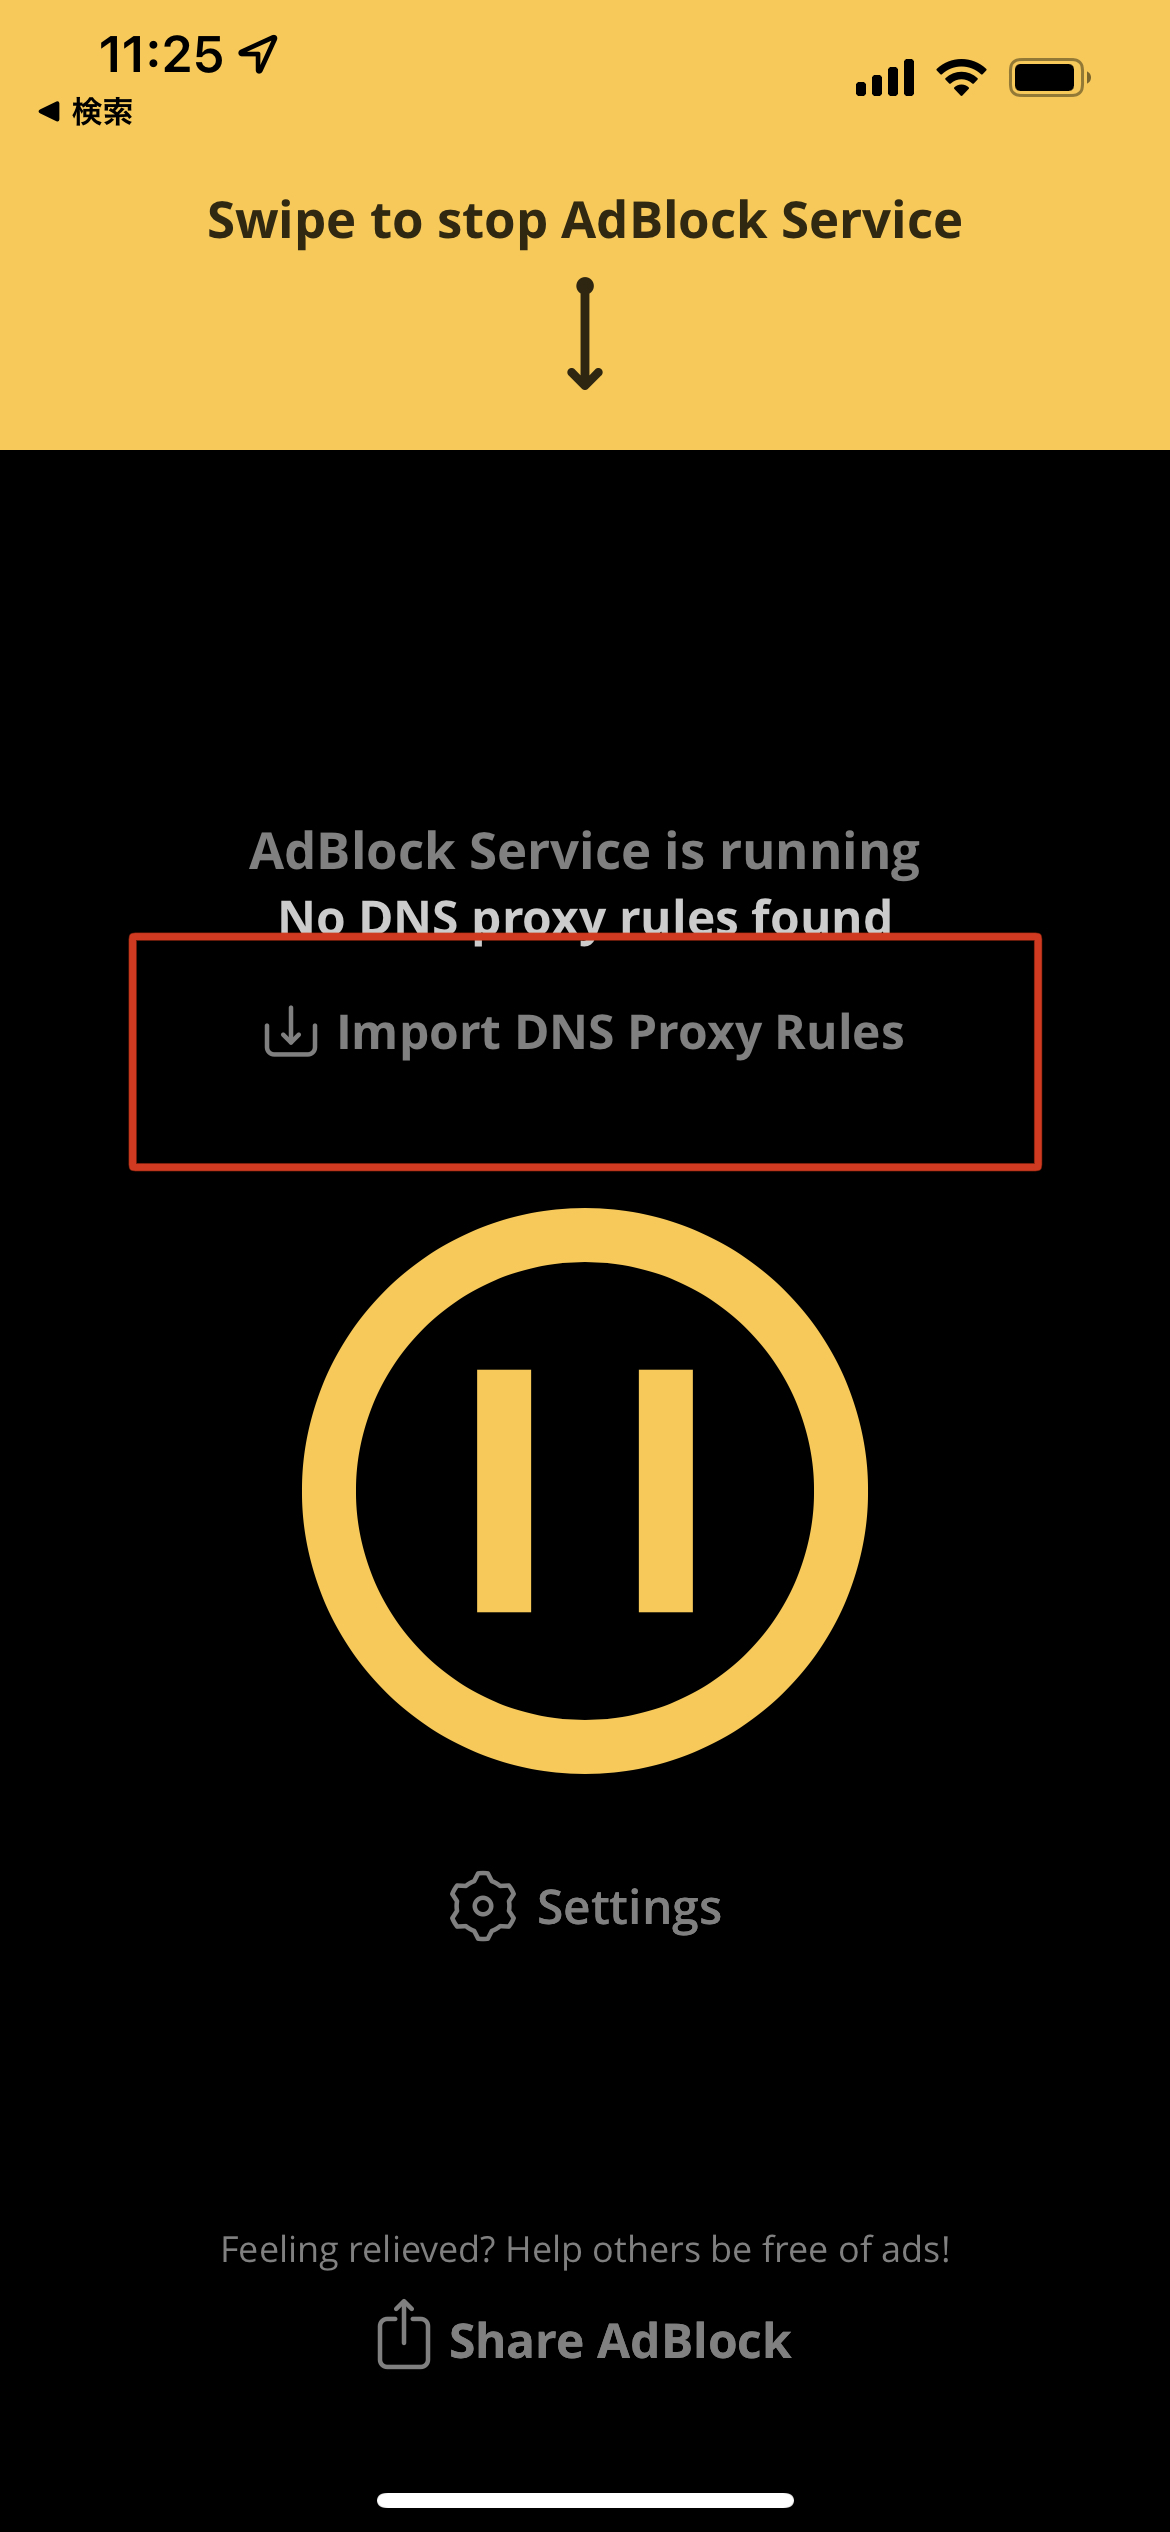 11:25
検索
Swipe to stop AdBlock Service
AdBlock Service is running
No DNS proxy rules found
Import DNS Proxy Rules
Settings
Feeling relieved? Help others be free of ads!
Share AdBlock